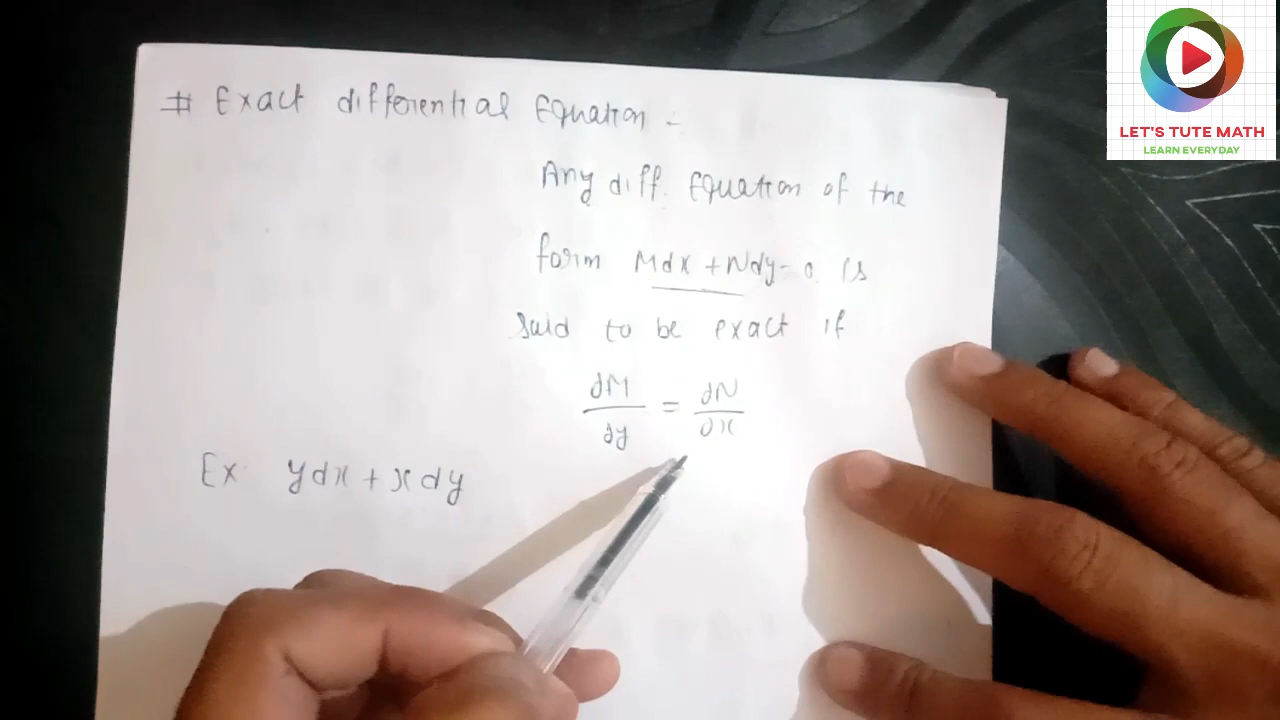 # Exact differential Equation -
Any diff. Equation of the
form Mdx + Ndy = 0 is
said to be exact if
∂M/∂y = ∂N/∂x
Ex. ydx + xdy
LET'S TUTE MATH
LEARN EVERYDAY